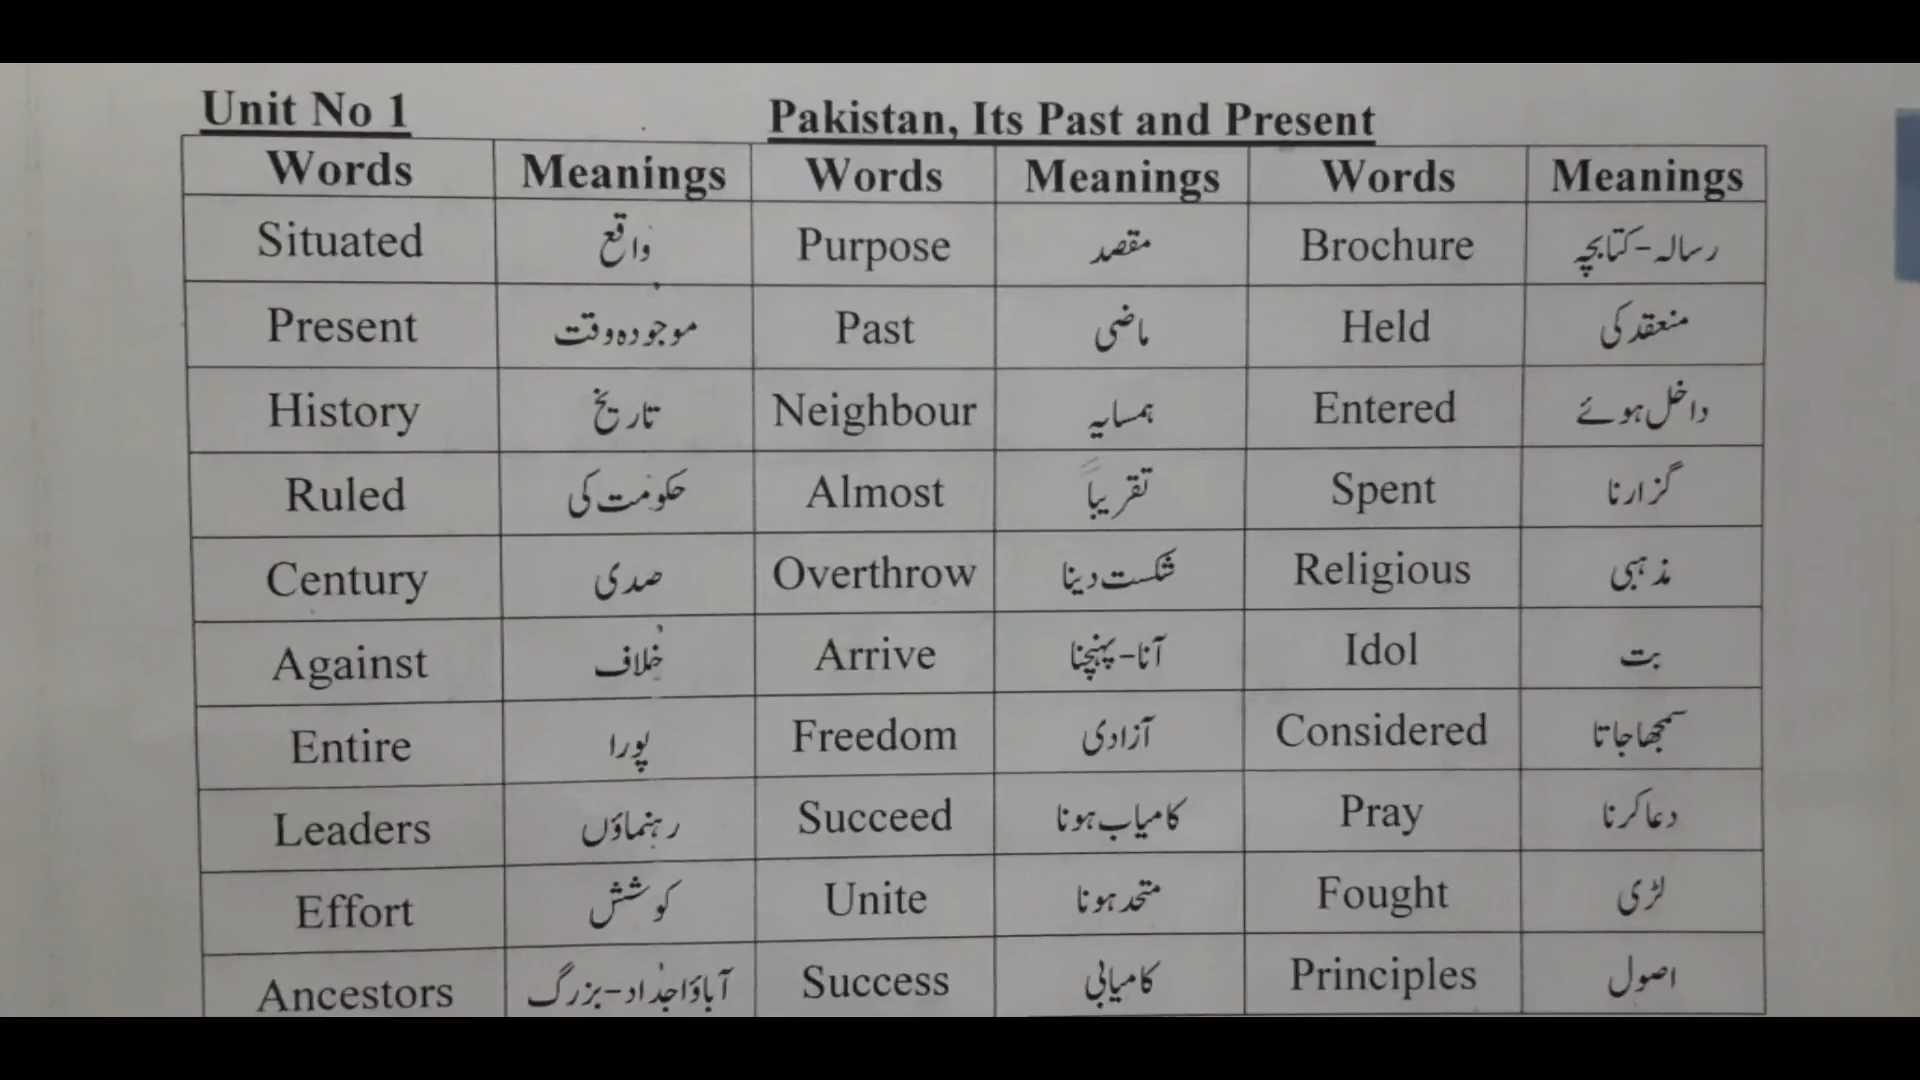 Unit No 1 Pakistan, Its Past and Present
Words Meanings Words Meanings Words Meanings
Situated واقع Purpose مقصد Brochure رسالہ-کتابچہ
Present موجودہ وقت Past ماضی Held منعقد کی
History تاریخ Neighbour ہمسایہ Entered داخل ہوئے
Ruled حکومت کی Almost تقریباً Spent گزارنا
Century صدی Overthrow شکست دینا Religious مذہبی
Against خلاف Arrive آنا-پہنچنا Idol بت
Entire پورا Freedom آزادی Considered سمجھا جاتا
Leaders رہنماؤں Succeed کامیاب ہونا Pray دعا کرنا
Effort کوشش Unite متحد ہونا Fought لڑی
Ancestors آباؤ اجداد-بزرگ Success کامیابی Principles اصول